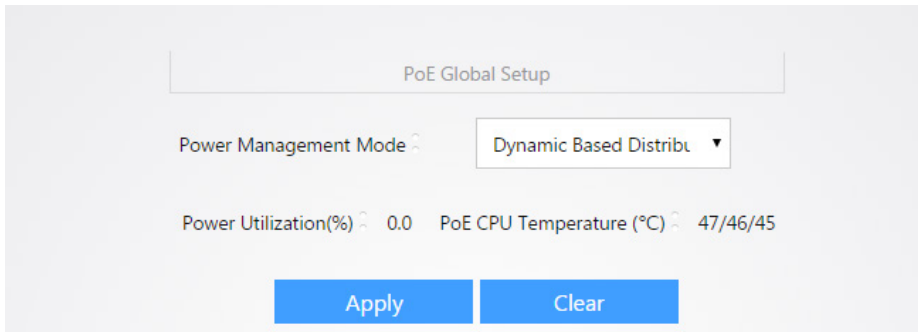 PoE Global Setup
Power Management Mode : Dynamic Based Distribu
Power Utilization(%) : 0.0 PoE CPU Temperature (°C) : 47/46/45
Apply Clear